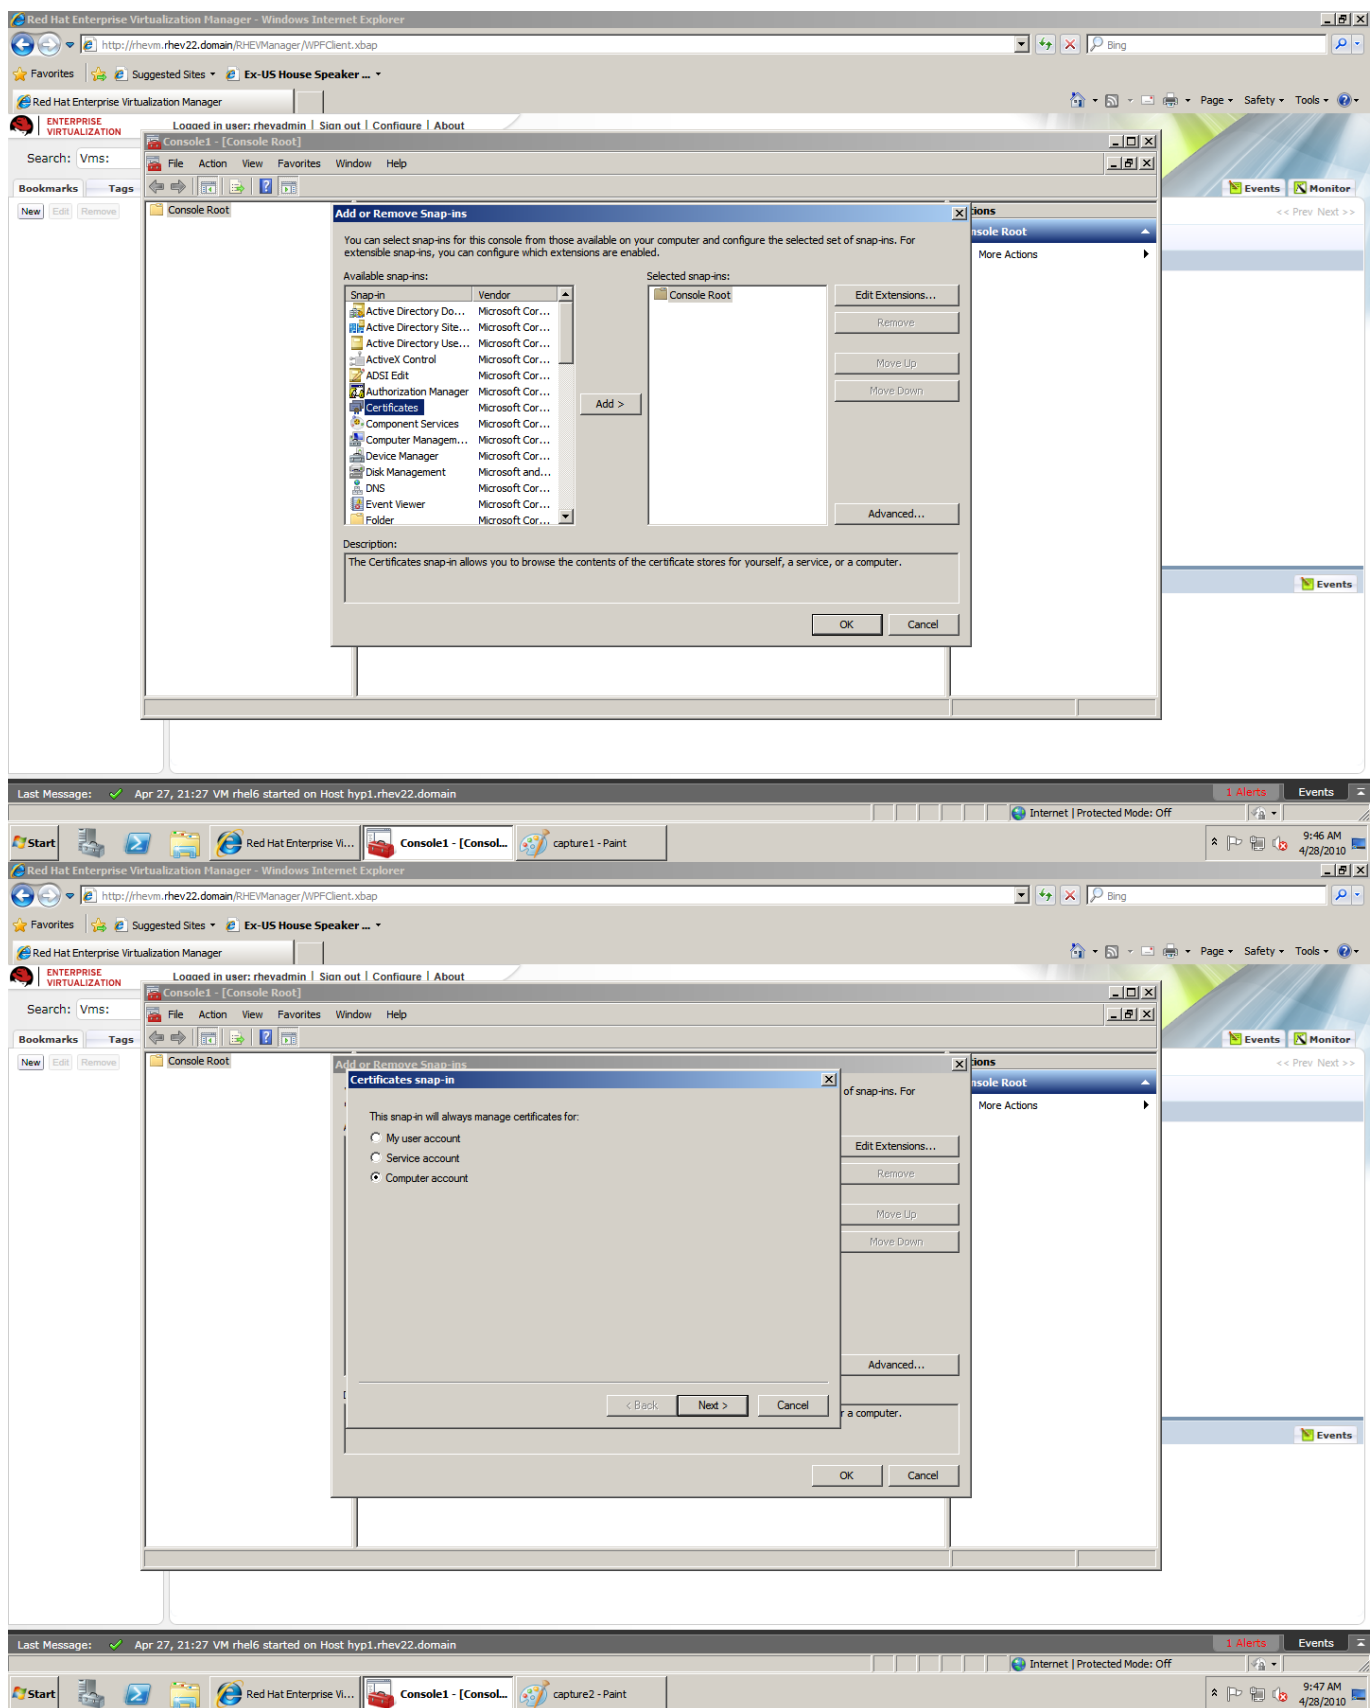 Red Hat Enterprise Virtualization Manager - Windows Internet Explorer
http://rhevm.rhev22.domain/RHEVManager/WPFClient.xbap
Bing
Favorites Suggested Sites Ex-US House Speaker ...
Red Hat Enterprise Virtualization Manager Page Safety Tools
ENTERPRISE
VIRTUALIZATION
Logged in user: rhevadmin | Sign out | Configure | About
Console1 - [Console Root]
Search: Vms:
File Action View Favorites Window Help
Bookmarks Tags Events Monitor
New Edit Remove Console Root << Prev Next >>
Add or Remove Snap-ins
tions
nsole Root
More Actions
You can select snap-ins for this console from those available on your computer and configure the selected set of snap-ins. For
extensible snap-ins, you can configure which extensions are enabled.
Available snap-ins: Selected snap-ins:
Snap-in Vendor
Console Root
Edit Extensions...
Active Directory Do... Microsoft Cor...
Active Directory Site... Microsoft Cor...
Remove
Active Directory Use... Microsoft Cor...
ActiveX Control Microsoft Cor...
Move Up
ADSI Edit Microsoft Cor...
Authorization Manager Microsoft Cor...
Move Down
Certificates Microsoft Cor...
Add >
Component Services Microsoft Cor...
Computer Managem... Microsoft Cor...
Device Manager Microsoft Cor...
Disk Management Microsoft and...
DNS Microsoft Cor...
Event Viewer Microsoft Cor...
Advanced...
Folder Microsoft Cor...
Description:
The Certificates snap-in allows you to browse the contents of the certificate stores for yourself, a service, or a computer.
Events
OK Cancel
Last Message: Apr 27, 21:27 VM rhel6 started on Host hyp1.rhev22.domain 1 Alerts Events
Internet | Protected Mode: Off
Start Red Hat Enterprise Vi... Console1 - [Consol... capture1 - Paint
9:46 AM
4/28/2010
Red Hat Enterprise Virtualization Manager - Windows Internet Explorer
http://rhevm.rhev22.domain/RHEVManager/WPFClient.xbap
Bing
Favorites Suggested Sites Ex-US House Speaker ...
Red Hat Enterprise Virtualization Manager Page Safety Tools
ENTERPRISE
VIRTUALIZATION
Logged in user: rhevadmin | Sign out | Configure | About
Console1 - [Console Root]
Search: Vms:
File Action View Favorites Window Help
Bookmarks Tags Events Monitor
New Edit Remove Console Root << Prev Next >>
Add or Remove Snap-ins
tions
Certificates snap-in
nsole Root
of snap-ins. For
More Actions
This snap-in will always manage certificates for:
My user account
Edit Extensions...
Service account
Remove
Computer account
Move Up
Move Down
Advanced...
< Back Next > Cancel
r a computer.
Events
OK Cancel
Last Message: Apr 27, 21:27 VM rhel6 started on Host hyp1.rhev22.domain 1 Alerts Events
Internet | Protected Mode: Off
Start Red Hat Enterprise Vi... Console1 - [Consol... capture2 - Paint
9:47 AM
4/28/2010